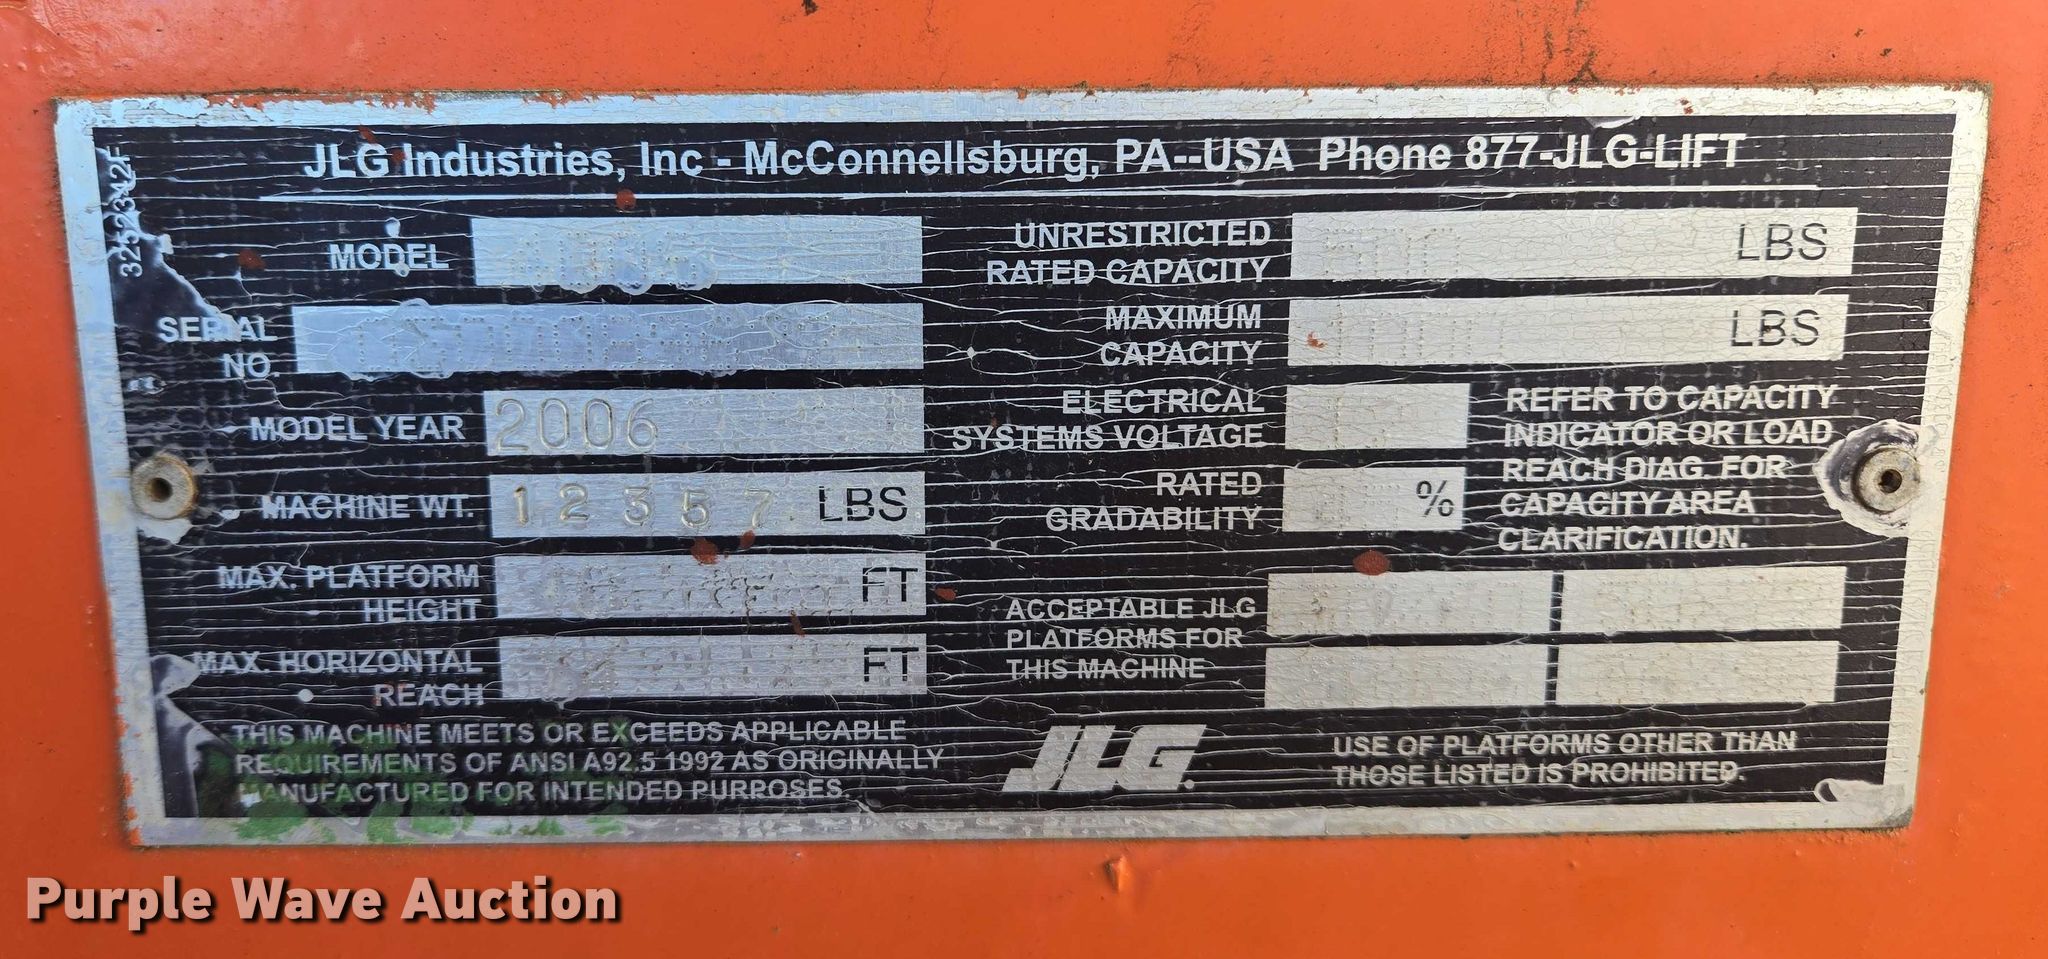 3252342F
JLG Industries, Inc - McConnellsburg, PA--USA Phone 877-JLG-LIFT
MODEL
SERIAL
NO.
MODEL YEAR 2006
MACHINE WT. 12357 LBS
MAX. PLATFORM
HEIGHT FT
MAX. HORIZONTAL
REACH FT
THIS MACHINE MEETS OR EXCEEDS APPLICABLE
REQUIREMENTS OF ANSI A92.5 1992 AS ORIGINALLY
MANUFACTURED FOR INTENDED PURPOSES.
UNRESTRICTED
RATED CAPACITY LBS
MAXIMUM
CAPACITY LBS
ELECTRICAL
SYSTEMS VOLTAGE
RATED
GRADABILITY %
REFER TO CAPACITY
INDICATOR OR LOAD
REACH DIAG. FOR
CAPACITY AREA
CLARIFICATION.
ACCEPTABLE JLG
PLATFORMS FOR
THIS MACHINE
JLG
USE OF PLATFORMS OTHER THAN
THOSE LISTED IS PROHIBITED.
Purple Wave Auction